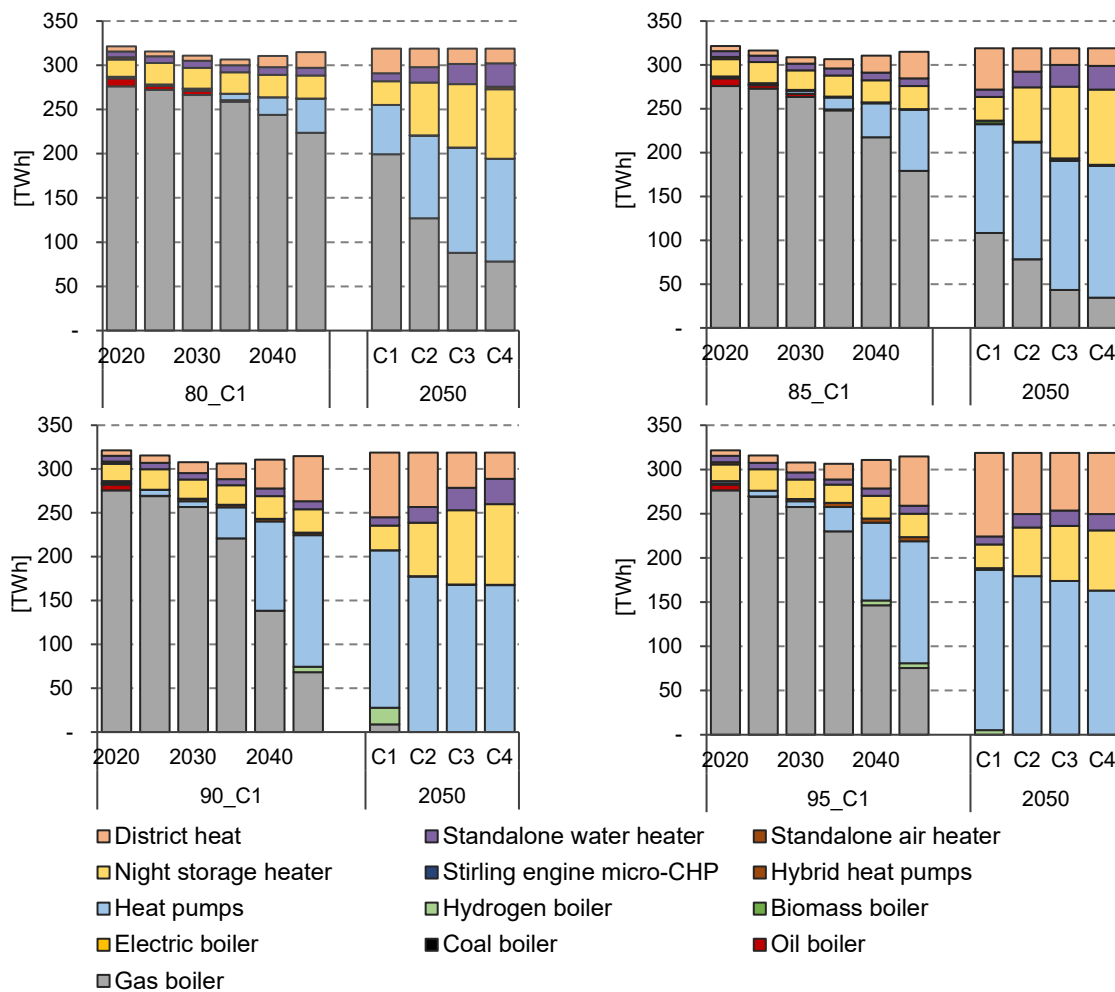 350
300
250
200
150
100
50
-
[TWh]
2020 2030 2040 C1 C2 C3 C4
80_C1 2050
350
300
250
200
150
100
50
-
[TWh]
2020 2030 2040 C1 C2 C3 C4
85_C1 2050
350
300
250
200
150
100
50
-
[TWh]
2020 2030 2040 C1 C2 C3 C4
90_C1 2050
350
300
250
200
150
100
50
-
[TWh]
2020 2030 2040 C1 C2 C3 C4
95_C1 2050
District heat Standalone water heater Standalone air heater
Night storage heater Stirling engine micro-CHP Hybrid heat pumps
Heat pumps Hydrogen boiler Biomass boiler
Electric boiler Coal boiler Oil boiler
Gas boiler